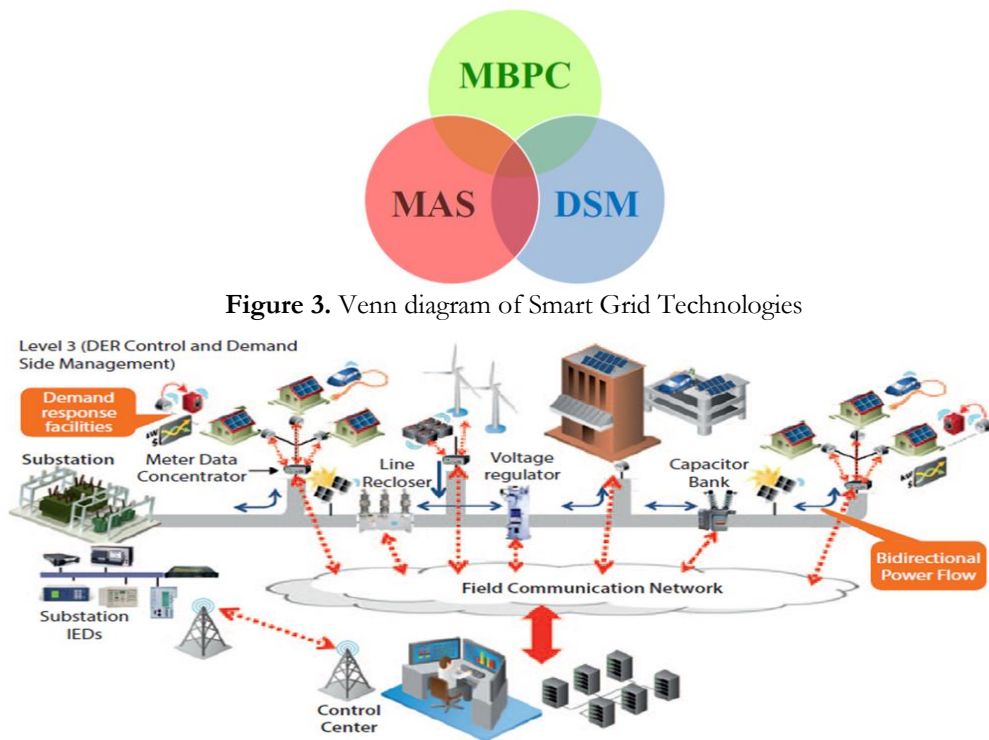 MBPC
MAS
DSM
Figure 3. Venn diagram of Smart Grid Technologies
Level 3 (DER Control and Demand
Side Management)
Demand
response
facilities
Substation
Meter Data
Concentrator
Line
Recloser
Voltage
regulator
Capacitor
Bank
Bidirectional
Power Flow
Field Communication Network
Substation
IEDs
Control
Center